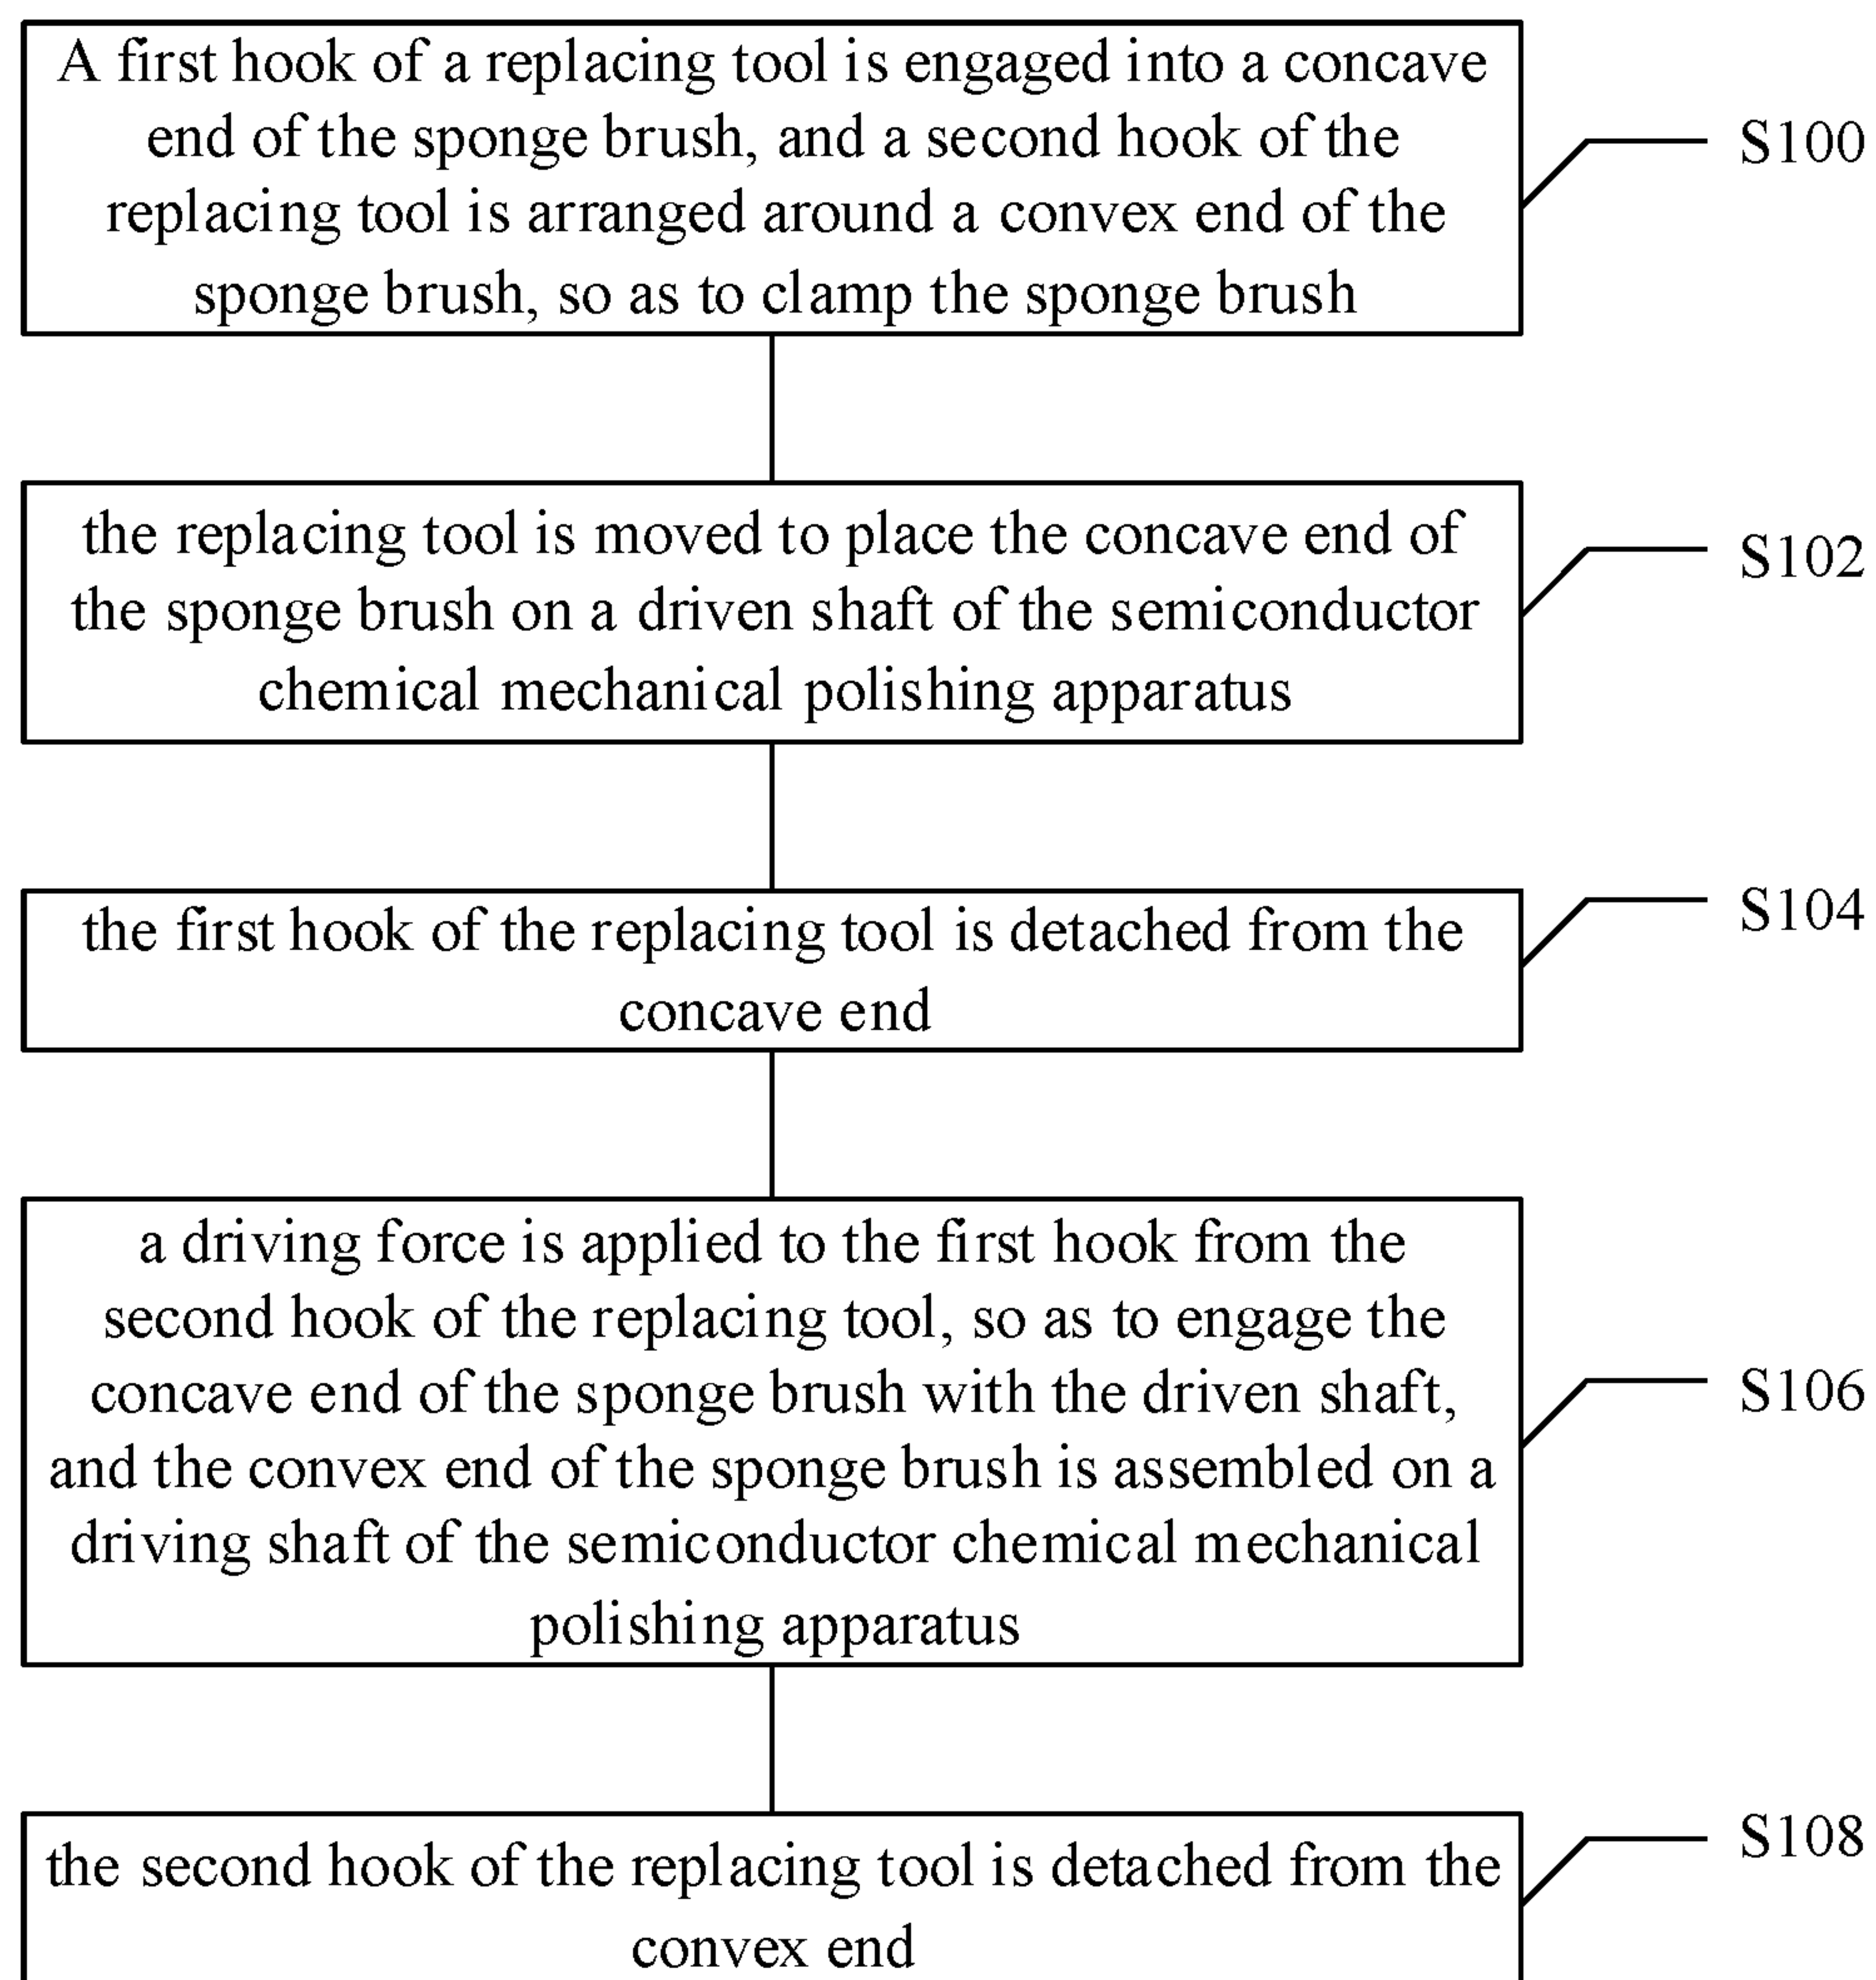 A first hook of a replacing tool is engaged into a concave
end of the sponge brush, and a second hook of the
replacing tool is arranged around a convex end of the
sponge brush, so as to clamp the sponge brush
S100
the replacing tool is moved to place the concave end of
the sponge brush on a driven shaft of the semiconductor
chemical mechanical polishing apparatus
S102
the first hook of the replacing tool is detached from the
concave end
S104
a driving force is applied to the first hook from the
second hook of the replacing tool, so as to engage the
concave end of the sponge brush with the driven shaft,
and the convex end of the sponge brush is assembled on a
driving shaft of the semiconductor chemical mechanical
polishing apparatus
S106
the second hook of the replacing tool is detached from the
convex end
S108